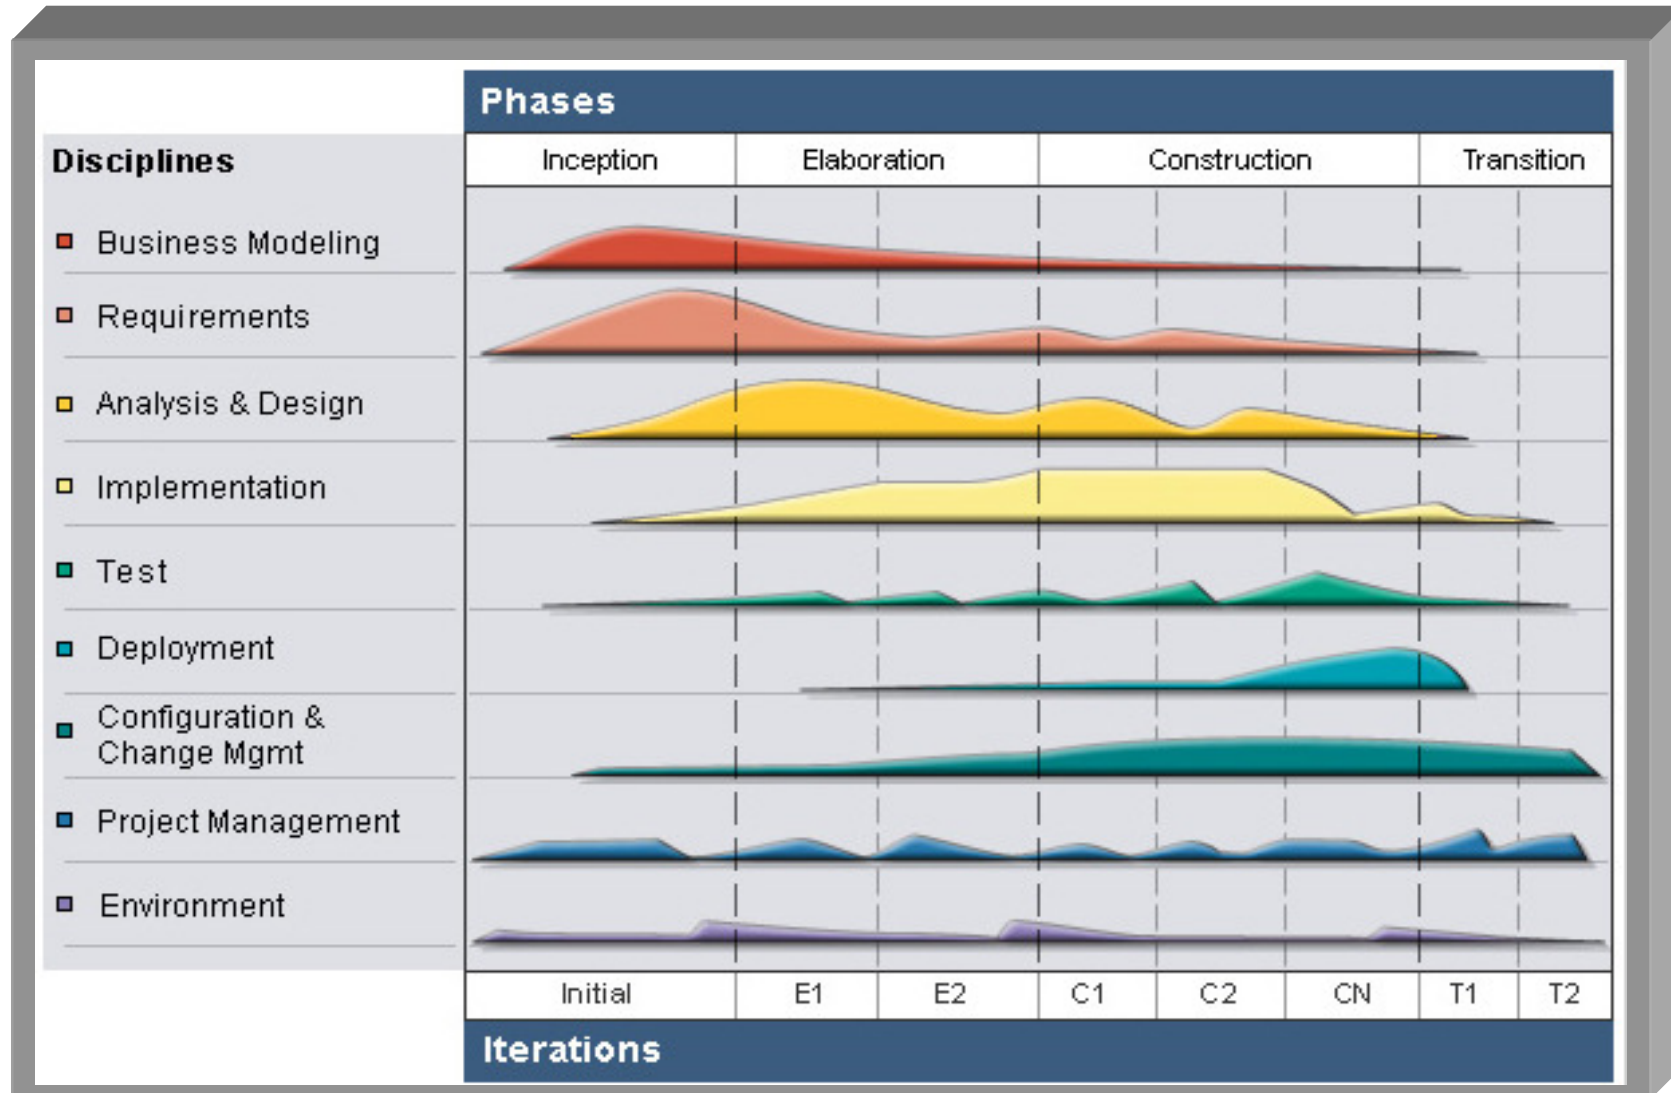 Phases
Disciplines
Inception Elaboration Construction Transition
Business Modeling
Requirements
Analysis & Design
Implementation
Test
Deployment
Configuration &
Change Mgmt
Project Management
Environment
Initial E1 E2 C1 C2 CN T1 T2
Iterations